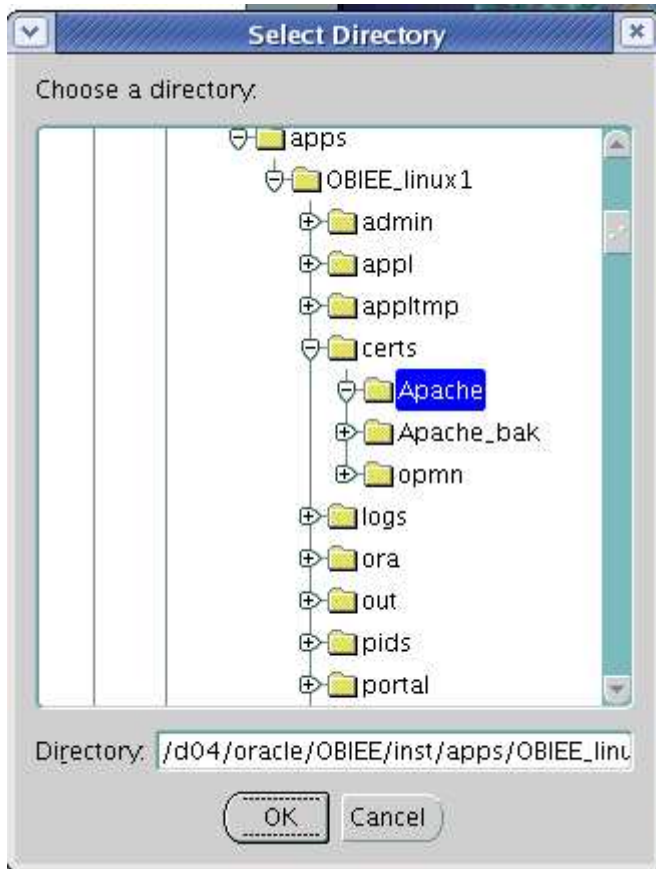 Select Directory
Choose a directory:
apps
OBIEE_linux1
admin
appl
appltmp
certs
Apache
Apache_bak
opmn
logs
ora
out
pids
portal
Directory: /d04/oracle/OBIEE/inst/apps/OBIEE_linu
OK
Cancel